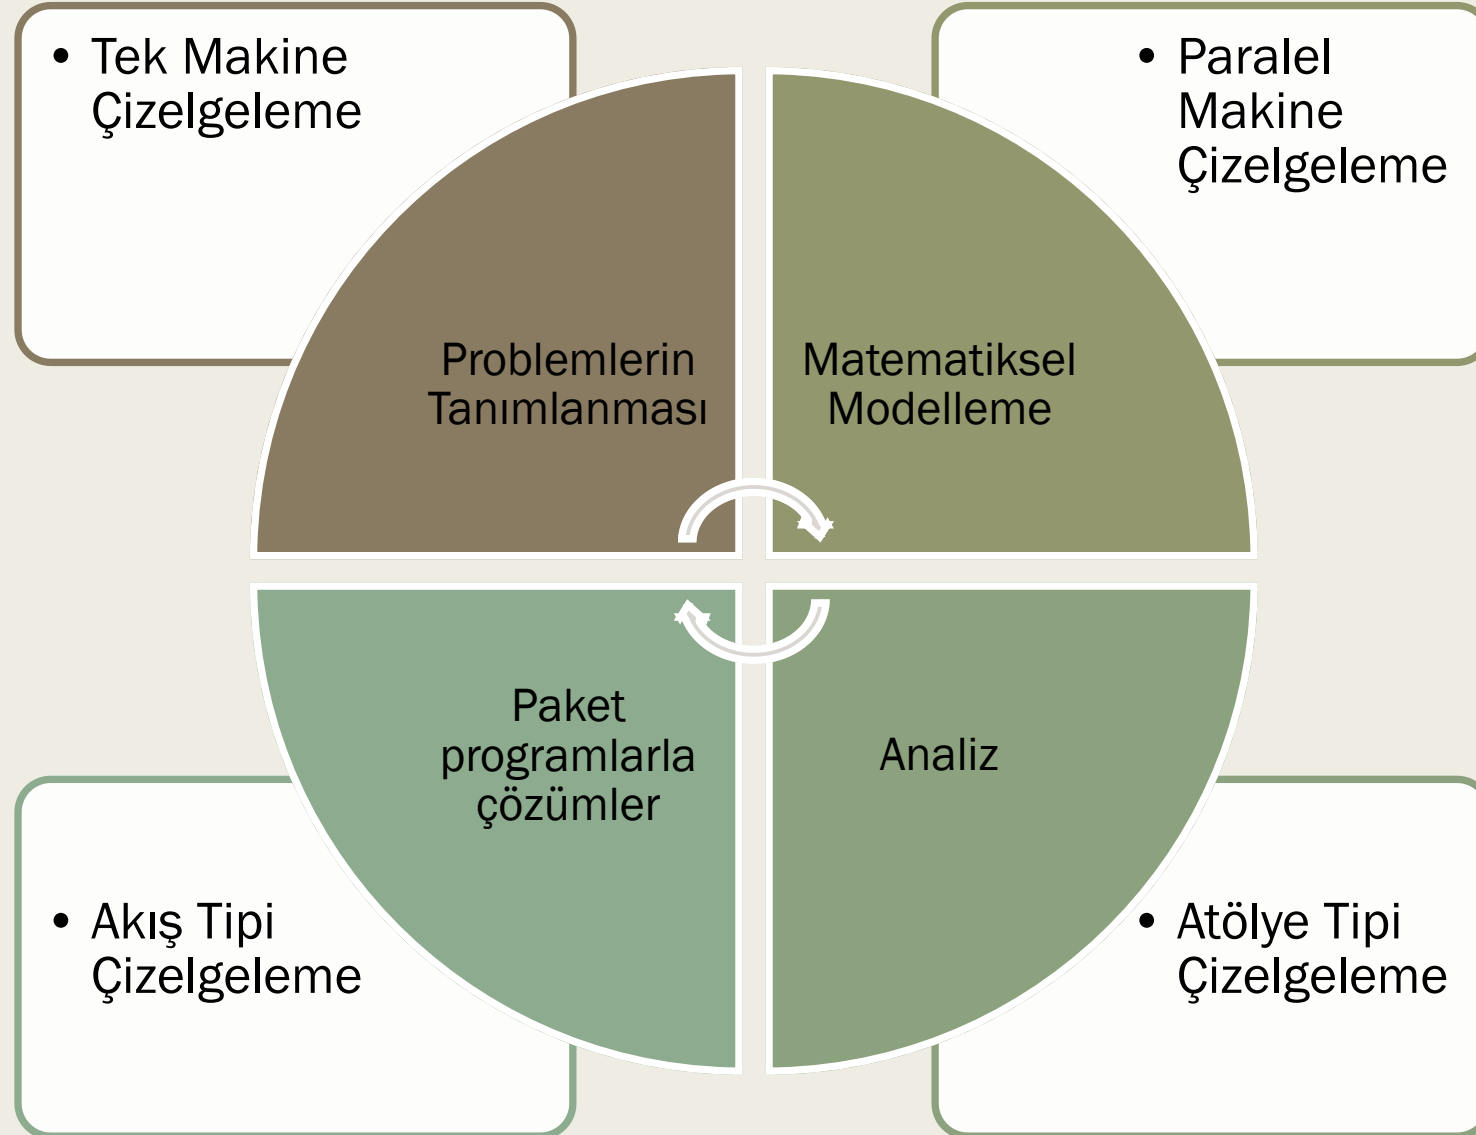 • Tek Makine
Çizelgeleme
• Paralel
Makine
Çizelgeleme
Problemlerin
Tanımlanması
Matematiksel
Modelleme
Paket
programlarla
çözümler
Analiz
• Akış Tipi
Çizelgeleme
• Atölye Tipi
Çizelgeleme